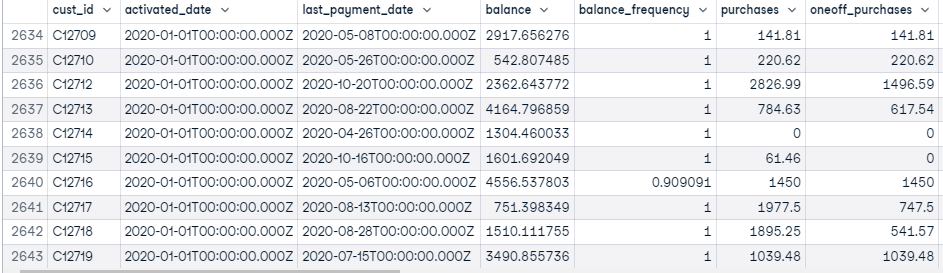 cust_id activated_date last_payment_date balance balance_frequency purchases oneoff_purchases
2634 C12709 2020-01-01T00:00:00.000Z 2020-05-08T00:00:00.000Z 2917.656276 1 141.81 141.81
2635 C12710 2020-01-01T00:00:00.000Z 2020-05-26T00:00:00.000Z 542.807485 1 220.62 220.62
2636 C12712 2020-01-01T00:00:00.000Z 2020-10-20T00:00:00.000Z 2362.643772 1 2826.99 1496.59
2637 C12713 2020-01-01T00:00:00.000Z 2020-08-22T00:00:00.000Z 4164.796859 1 784.63 617.54
2638 C12714 2020-01-01T00:00:00.000Z 2020-04-26T00:00:00.000Z 1304.460033 1 0 0
2639 C12715 2020-01-01T00:00:00.000Z 2020-10-16T00:00:00.000Z 1601.692049 1 61.46 0
2640 C12716 2020-01-01T00:00:00.000Z 2020-05-06T00:00:00.000Z 4556.537803 0.909091 1450 1450
2641 C12717 2020-01-01T00:00:00.000Z 2020-08-13T00:00:00.000Z 751.398349 1 1977.5 747.5
2642 C12718 2020-01-01T00:00:00.000Z 2020-08-28T00:00:00.000Z 1510.111755 1 1895.25 541.57
2643 C12719 2020-01-01T00:00:00.000Z 2020-07-15T00:00:00.000Z 3490.855736 1 1039.48 1039.48